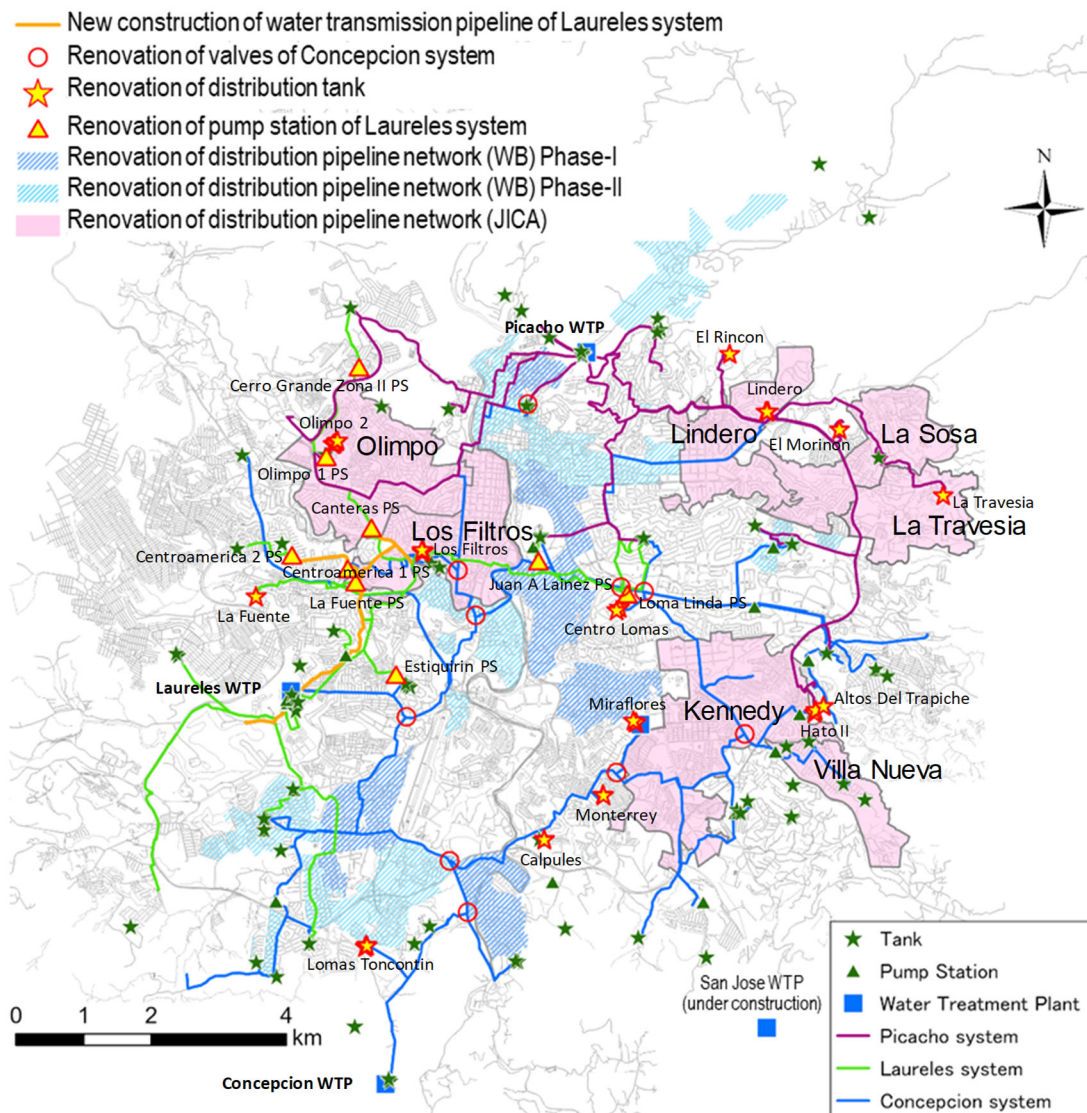 New construction of water transmission pipeline of Laureles system
Renovation of valves of Concepcion system
Renovation of distribution tank
Renovation of pump station of Laureles system
Renovation of distribution pipeline network (WB) Phase-I
Renovation of distribution pipeline network (WB) Phase-II
Renovation of distribution pipeline network (JICA)
N
Picacho WTP
El Rincon
Cerro Grande Zona II PS
Lindero
Olimpo 2
Olimpo
Lindero
El Morinon
La Sosa
Olimpo 1 PS
Canteras PS
La Travesia
La Travesia
Los Filtros
Los Filtros
Centroamerica 2 PS
Centroamerica 1 PS
Juan A Lainez PS
La Fuente PS
Loma Linda PS
La Fuente
Centro Lomas
Estiquirin PS
Laureles WTP
Miraflores
Kennedy
Altos Del Trapiche
Hato II
Villa Nueva
Monterrey
Calpules
Lomas Toncontin
San Jose WTP
(under construction)
0 1 2 4
km
Concepcion WTP
Tank
Pump Station
Water Treatment Plant
Picacho system
Laureles system
Concepcion system